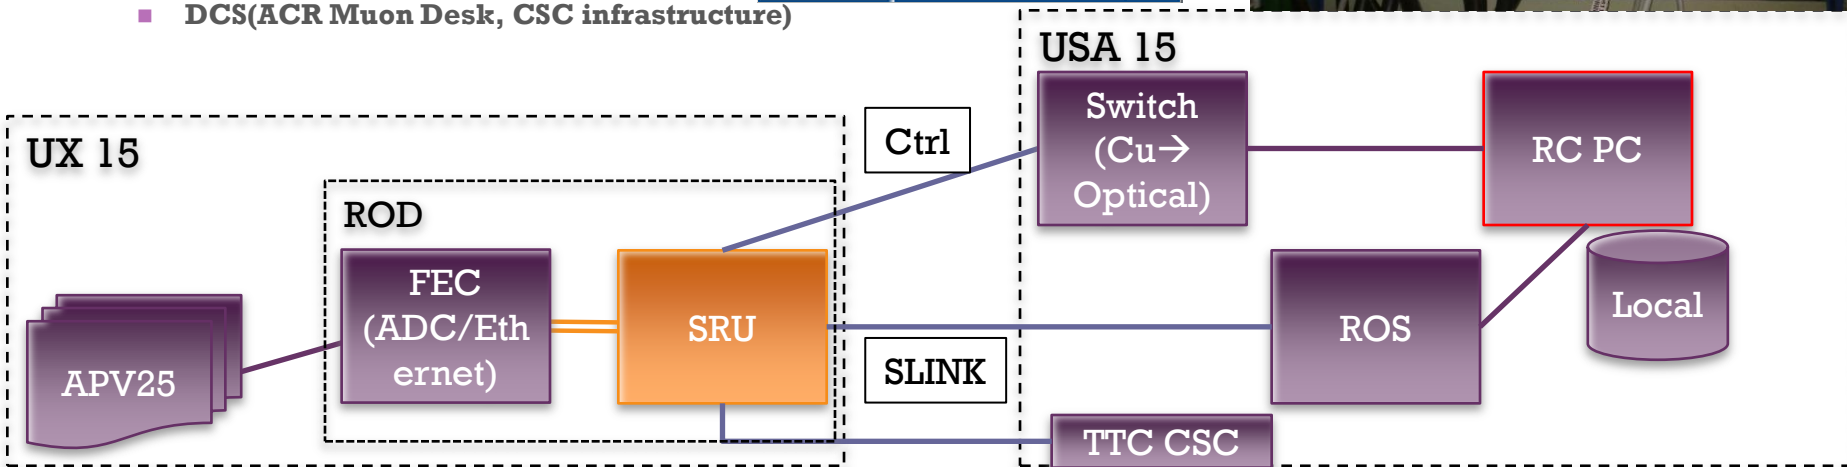 ▪ DCS(ACR Muon Desk, CSC infrastructure)
USA 15
UX 15
Ctrl
Switch
(Cu→
Optical)
RC PC
ROD
FEC
(ADC/Eth
ernet)
SRU
ROS
Local
APV25
SLINK
TTC CSC